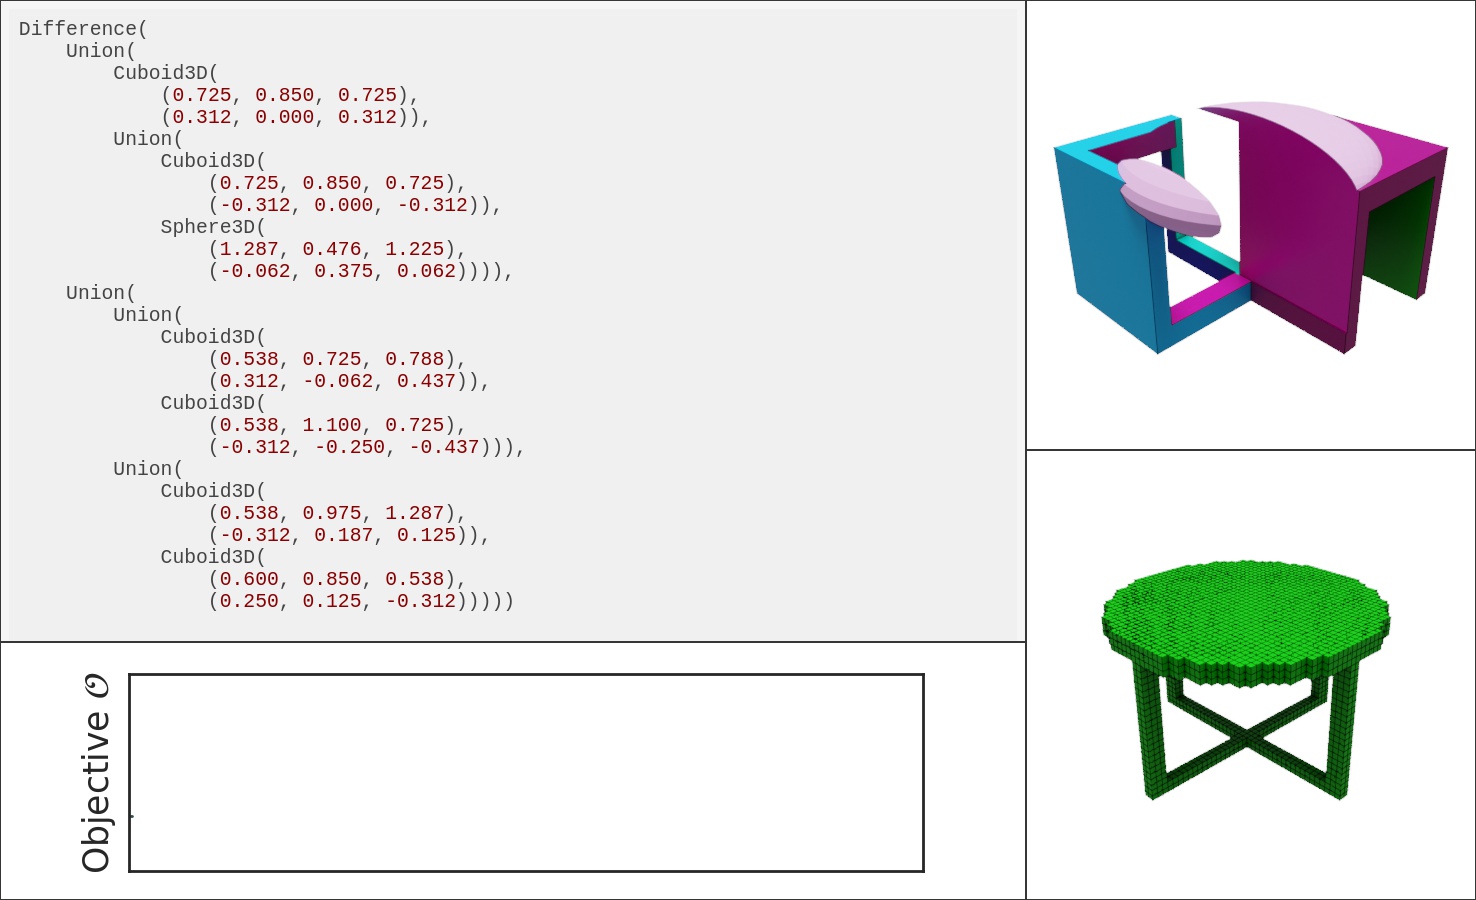 Difference(
    Union(
        Cuboid3D(
            (0.725, 0.850, 0.725),
            (0.312, 0.000, 0.312)),
        Union(
            Cuboid3D(
                (0.725, 0.850, 0.725),
                (-0.312, 0.000, -0.312)),
            Sphere3D(
                (1.287, 0.476, 1.225),
                (-0.062, 0.375, 0.062)))),
    Union(
        Union(
            Cuboid3D(
                (0.538, 0.725, 0.788),
                (0.312, -0.062, 0.437)),
            Cuboid3D(
                (0.538, 1.100, 0.725),
                (-0.312, -0.250, -0.437))),
        Union(
            Cuboid3D(
                (0.538, 0.975, 1.287),
                (-0.312, 0.187, 0.125)),
            Cuboid3D(
                (0.600, 0.850, 0.538),
                (0.250, 0.125, -0.312)))))
Objective 𝒪